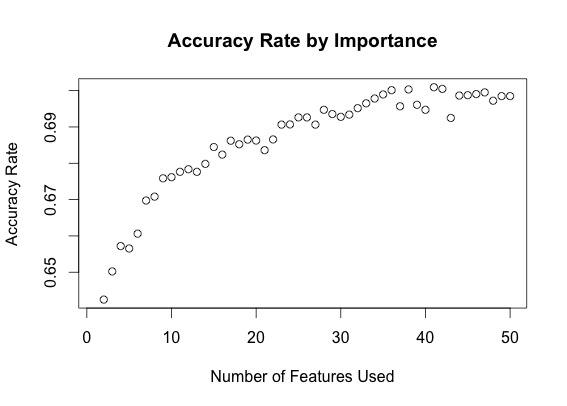 Accuracy Rate by Importance
Accuracy Rate
0.69
0.67
0.65
0 10 20 30 40 50
Number of Features Used